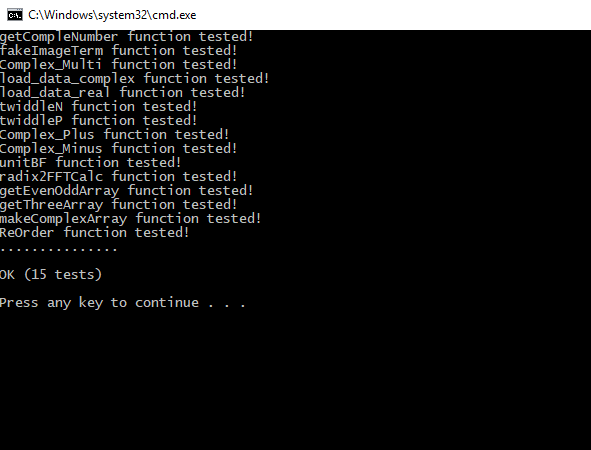 C:\Windows\system32\cmd.exe
getCompleNumber function tested!
fakeImageTerm function tested!
Complex_Multi function tested!
load_data_complex function tested!
load_data_real function tested!
twiddleN function tested!
twiddleP function tested!
Complex_Plus function tested!
Complex_Minus function tested!
unitBF function tested!
radix2FFTCalc function tested!
getEvenOddArray function tested!
getThreeArray function tested!
makeComplexArray function tested!
ReOrder function tested!
...............
OK (15 tests)
Press any key to continue . . .